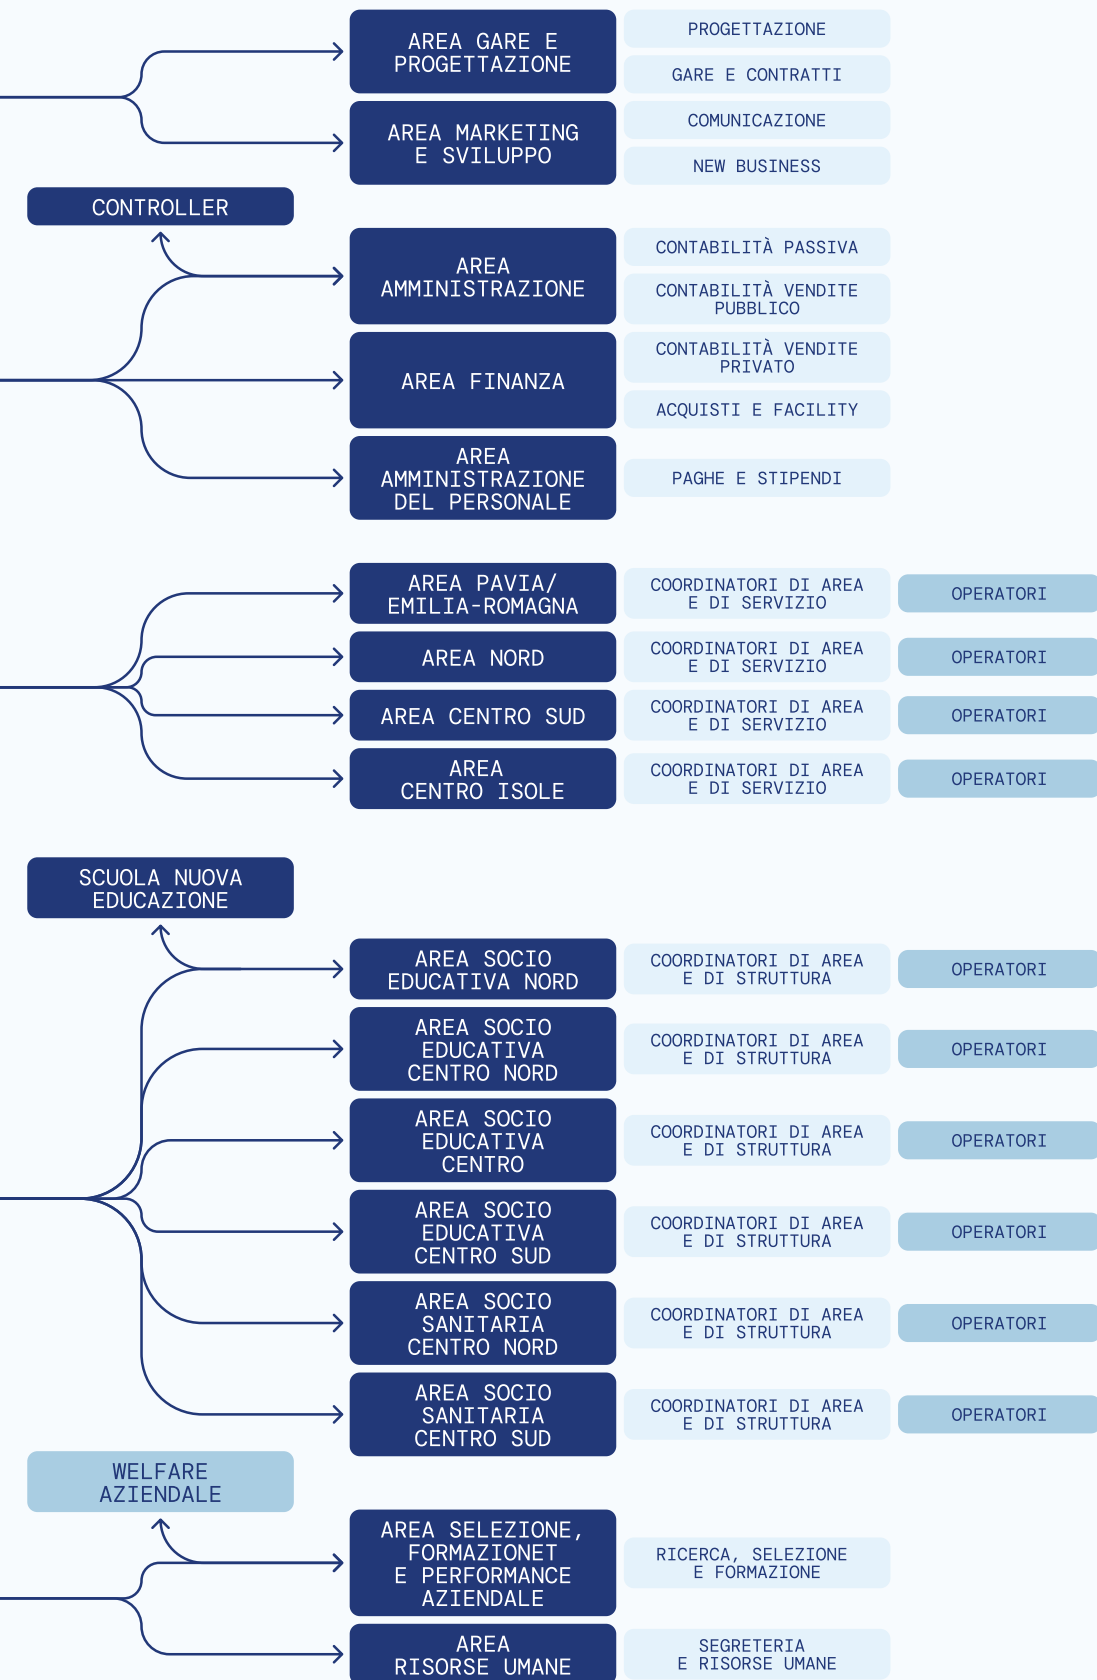 AREA GARE E
PROGETTAZIONE
PROGETTAZIONE
GARE E CONTRATTI
AREA MARKETING
E SVILUPPO
COMUNICAZIONE
NEW BUSINESS
CONTROLLER
AREA
AMMINISTRAZIONE
CONTABILITÀ PASSIVA
CONTABILITÀ VENDITE
PUBBLICO
AREA FINANZA
CONTABILITÀ VENDITE
PRIVATO
ACQUISTI E FACILITY
AREA
AMMINISTRAZIONE
DEL PERSONALE
PAGHE E STIPENDI
AREA PAVIA/
EMILIA-ROMAGNA
COORDINATORI DI AREA
E DI SERVIZIO
OPERATORI
AREA NORD
COORDINATORI DI AREA
E DI SERVIZIO
OPERATORI
AREA CENTRO SUD
COORDINATORI DI AREA
E DI SERVIZIO
OPERATORI
AREA
CENTRO ISOLE
COORDINATORI DI AREA
E DI SERVIZIO
OPERATORI
SCUOLA NUOVA
EDUCAZIONE
AREA SOCIO
EDUCATIVA NORD
COORDINATORI DI AREA
E DI STRUTTURA
OPERATORI
AREA SOCIO
EDUCATIVA
CENTRO NORD
COORDINATORI DI AREA
E DI STRUTTURA
OPERATORI
AREA SOCIO
EDUCATIVA
CENTRO
COORDINATORI DI AREA
E DI STRUTTURA
OPERATORI
AREA SOCIO
EDUCATIVA
CENTRO SUD
COORDINATORI DI AREA
E DI STRUTTURA
OPERATORI
AREA SOCIO
SANITARIA
CENTRO NORD
COORDINATORI DI AREA
E DI STRUTTURA
OPERATORI
AREA SOCIO
SANITARIA
CENTRO SUD
COORDINATORI DI AREA
E DI STRUTTURA
OPERATORI
WELFARE
AZIENDALE
AREA SELEZIONE,
FORMAZIONET
E PERFORMANCE
AZIENDALE
RICERCA, SELEZIONE
E FORMAZIONE
AREA
RISORSE UMANE
SEGRETERIA
E RISORSE UMANE